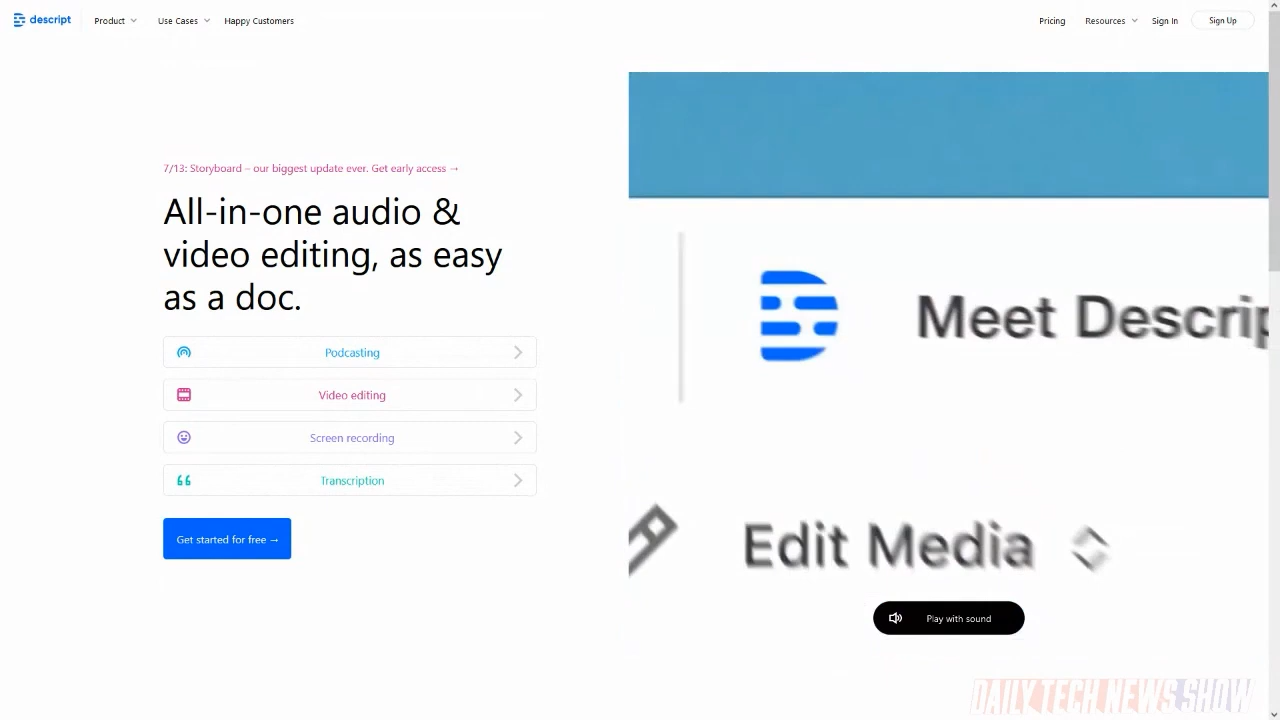 descript
Product
Use Cases
Happy Customers
Pricing
Resources
Sign In
Sign Up
7/13: Storyboard – our biggest update ever. Get early access →
All-in-one audio &
video editing, as easy
as a doc.
Podcasting
Video editing
Screen recording
Transcription
Get started for free →
Meet Descrip
Edit Media
Play with sound
DAILY TECH NEWS SHOW